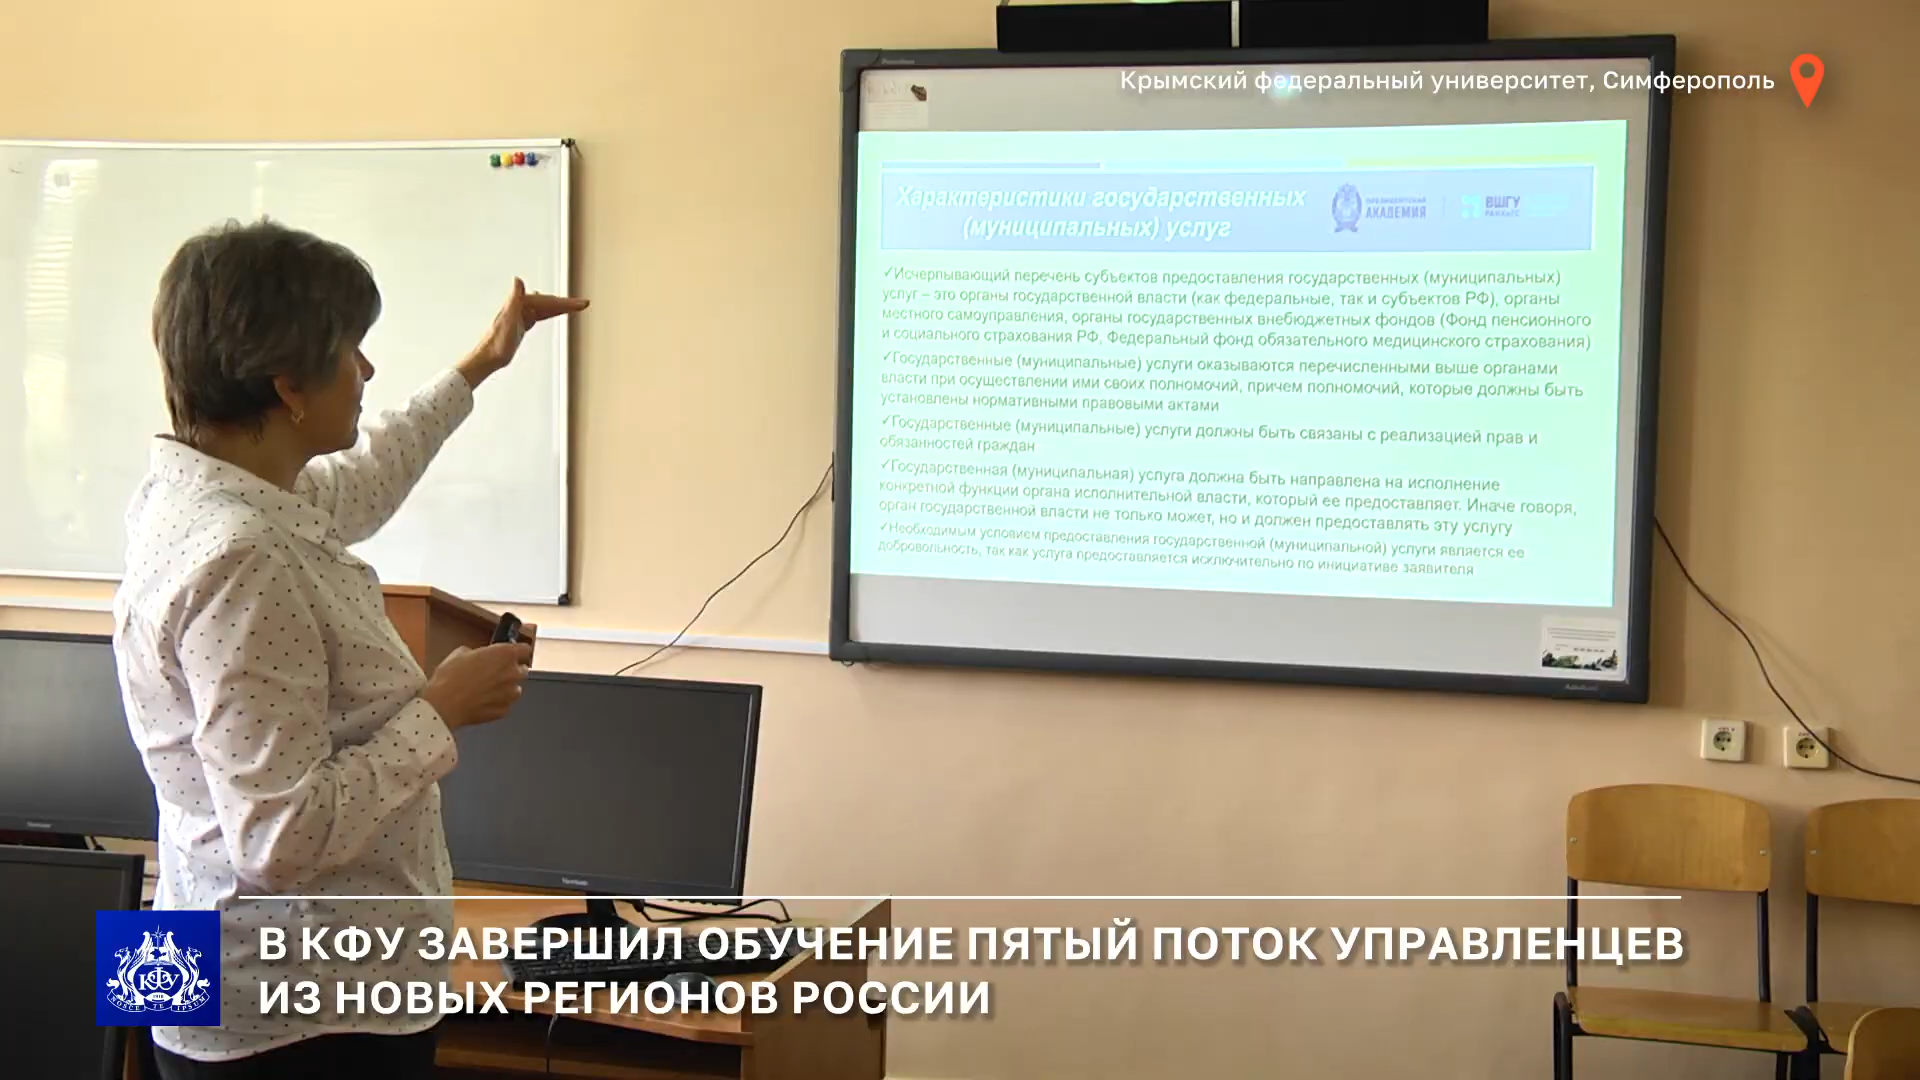 Крымский федеральный университет, Симферополь
Характеристики государственных
(муниципальных) услуг
ПРЕЗИДЕНТСКАЯ
АКАДЕМИЯ
ВШГУ
РАНХиГС
✓Исчерпывающий перечень субъектов предоставления государственных (муниципальных)
услуг – это органы государственной власти (как федеральные, так и субъектов РФ), органы
местного самоуправления, органы государственных внебюджетных фондов (Фонд пенсионного
и социального страхования РФ, Федеральный фонд обязательного медицинского страхования)
✓Государственные (муниципальные) услуги оказываются перечисленными выше органами
власти при осуществлении ими своих полномочий, причем полномочий, которые должны быть
установлены нормативными правовыми актами
✓Государственные (муниципальные) услуги должны быть связаны с реализацией прав и
обязанностей граждан
✓Государственная (муниципальная) услуга должна быть направлена на исполнение
конкретной функции органа исполнительной власти, который ее предоставляет. Иначе говоря,
орган государственной власти не только может, но и должен предоставлять эту услугу
✓Необходимым условием предоставления государственной (муниципальной) услуги является ее
добровольность, так как услуга предоставляется исключительно по инициативе заявителя
В КФУ ЗАВЕРШИЛ ОБУЧЕНИЕ ПЯТЫЙ ПОТОК УПРАВЛЕНЦЕВ
ИЗ НОВЫХ РЕГИОНОВ РОССИИ
КФУ